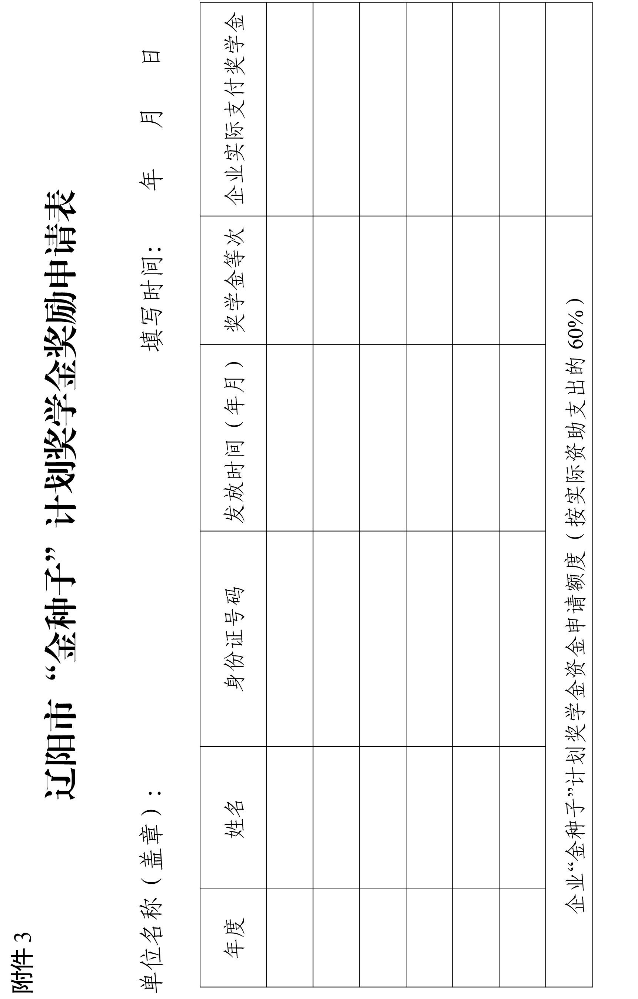 附件 3
辽阳市“金种子”计划奖学金奖励申请表
单位名称（盖章）： 填写时间： 年 月 日
年度 姓名 身份证号码 发放时间（年月） 奖学金等次 企业实际支付奖学金
企业“金种子”计划奖学金资金申请额度（按实际资助支出的 60%）